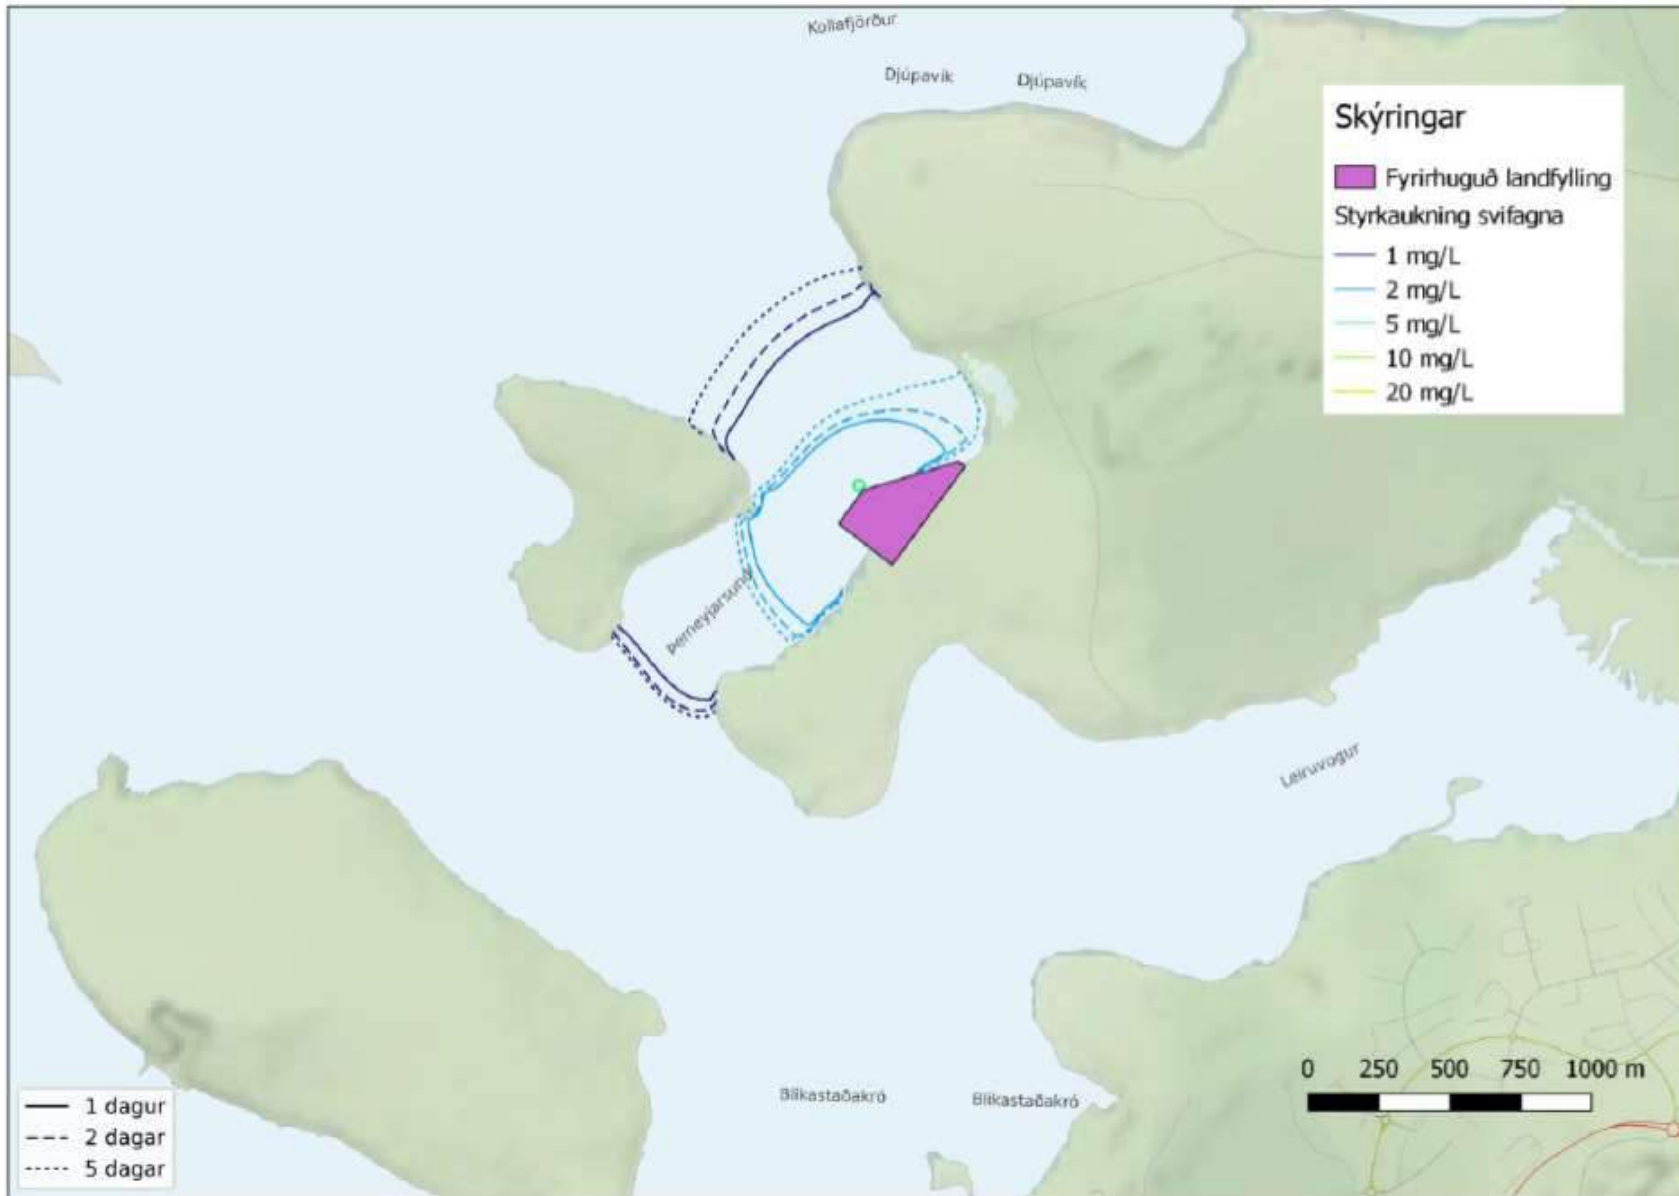 Kollafjörður
Djúpavík
Djúpavík
Skýringar
Fyrirhuguð landfylling
Styrkaukning svifagna
1 mg/L
2 mg/L
5 mg/L
10 mg/L
20 mg/L
Þerneyjarsund
Leiruvogur
0 250 500 750 1000 m
Blikastaðakró
Blikastaðakró
1 dagur
2 dagar
5 dagar